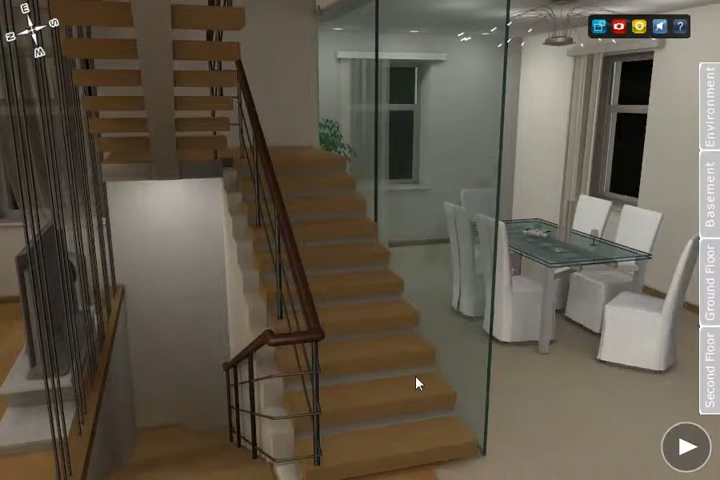 E
S
N
W
?
Environment
Basement
Ground Floor
Second Floor